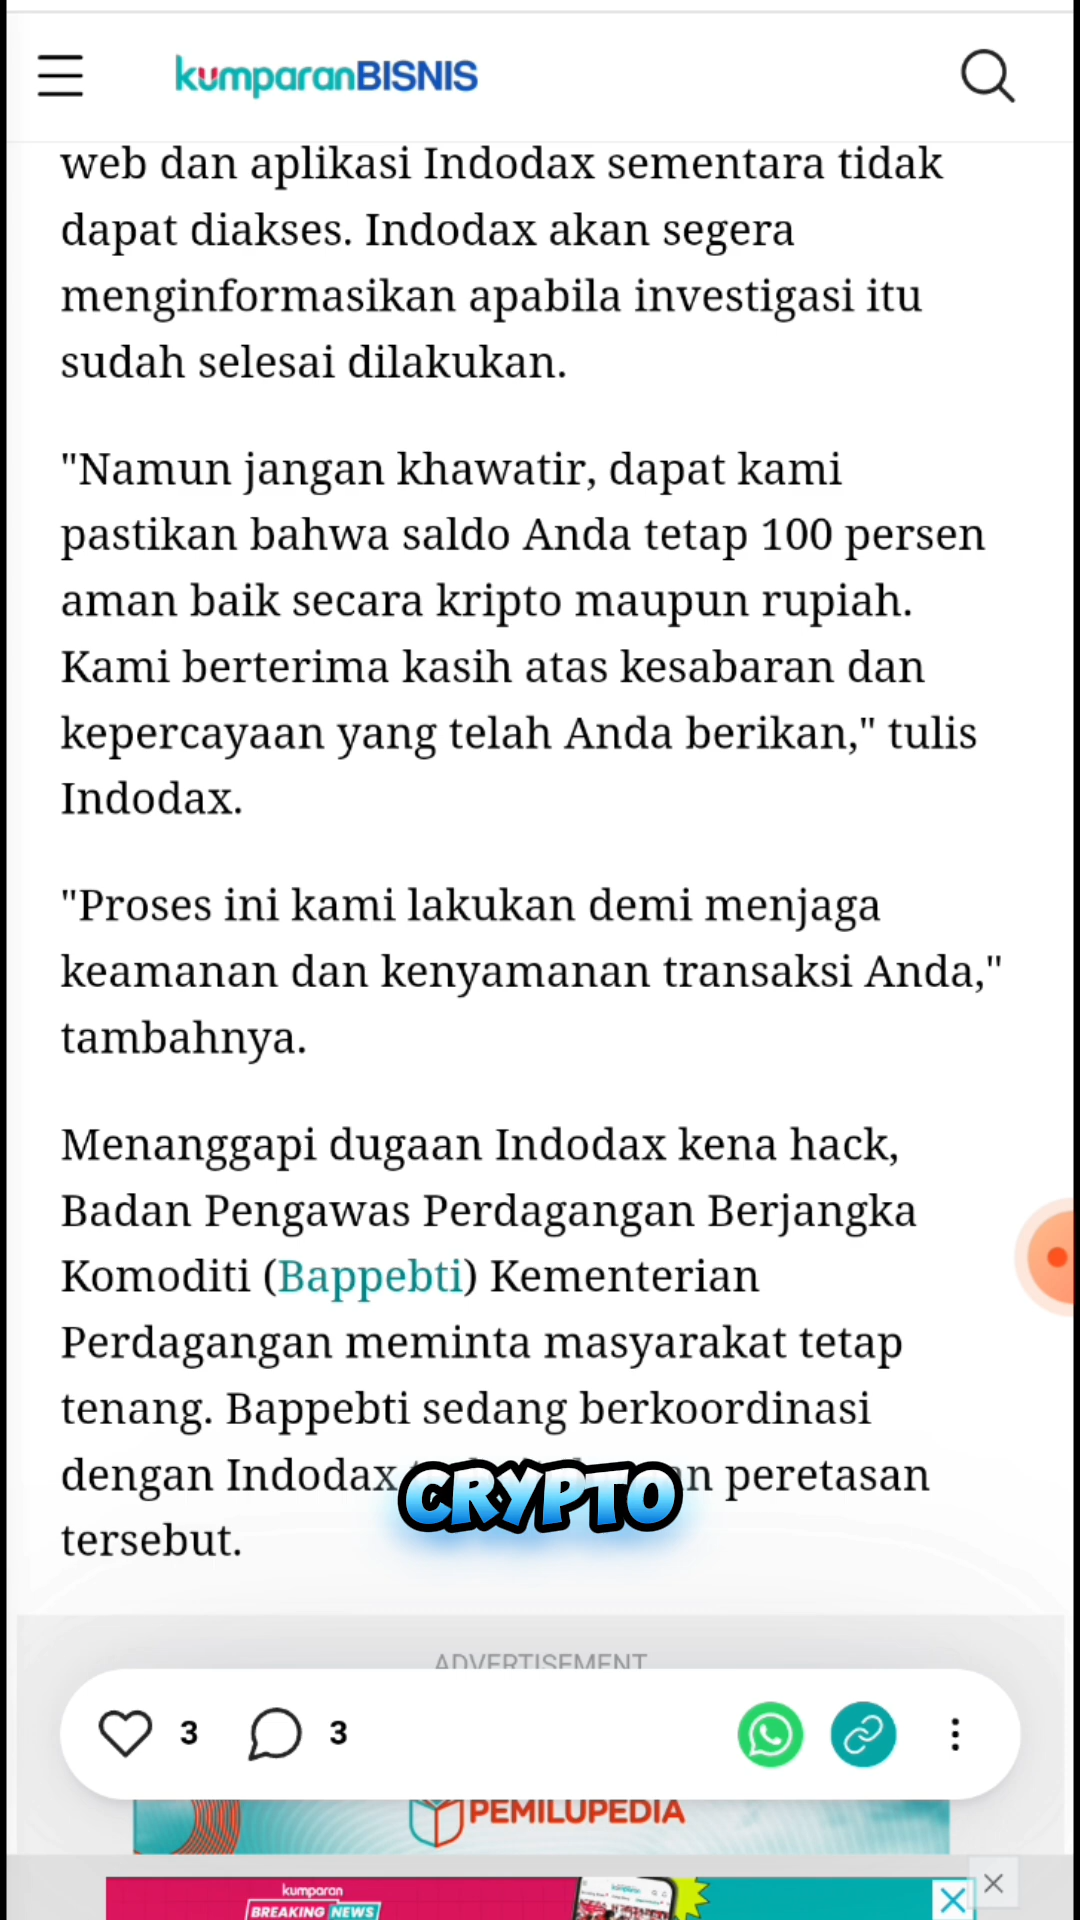 kumparanBISNIS
web dan aplikasi Indodax sementara tidak
dapat diakses. Indodax akan segera
menginformasikan apabila investigasi itu
sudah selesai dilakukan.
"Namun jangan khawatir, dapat kami
pastikan bahwa saldo Anda tetap 100 persen
aman baik secara kripto maupun rupiah.
Kami berterima kasih atas kesabaran dan
kepercayaan yang telah Anda berikan," tulis
Indodax.
"Proses ini kami lakukan demi menjaga
keamanan dan kenyamanan transaksi Anda,"
tambahnya.
Menanggapi dugaan Indodax kena hack,
Badan Pengawas Perdagangan Berjangka
Komoditi (Bappebti) Kementerian
Perdagangan meminta masyarakat tetap
tenang. Bappebti sedang berkoordinasi
dengan Indodax peretasan
CRYPTO
tersebut.
ADVERTISEMENT
3 3
PEMILUPEDIA
kumparan
BREAKING NEWS